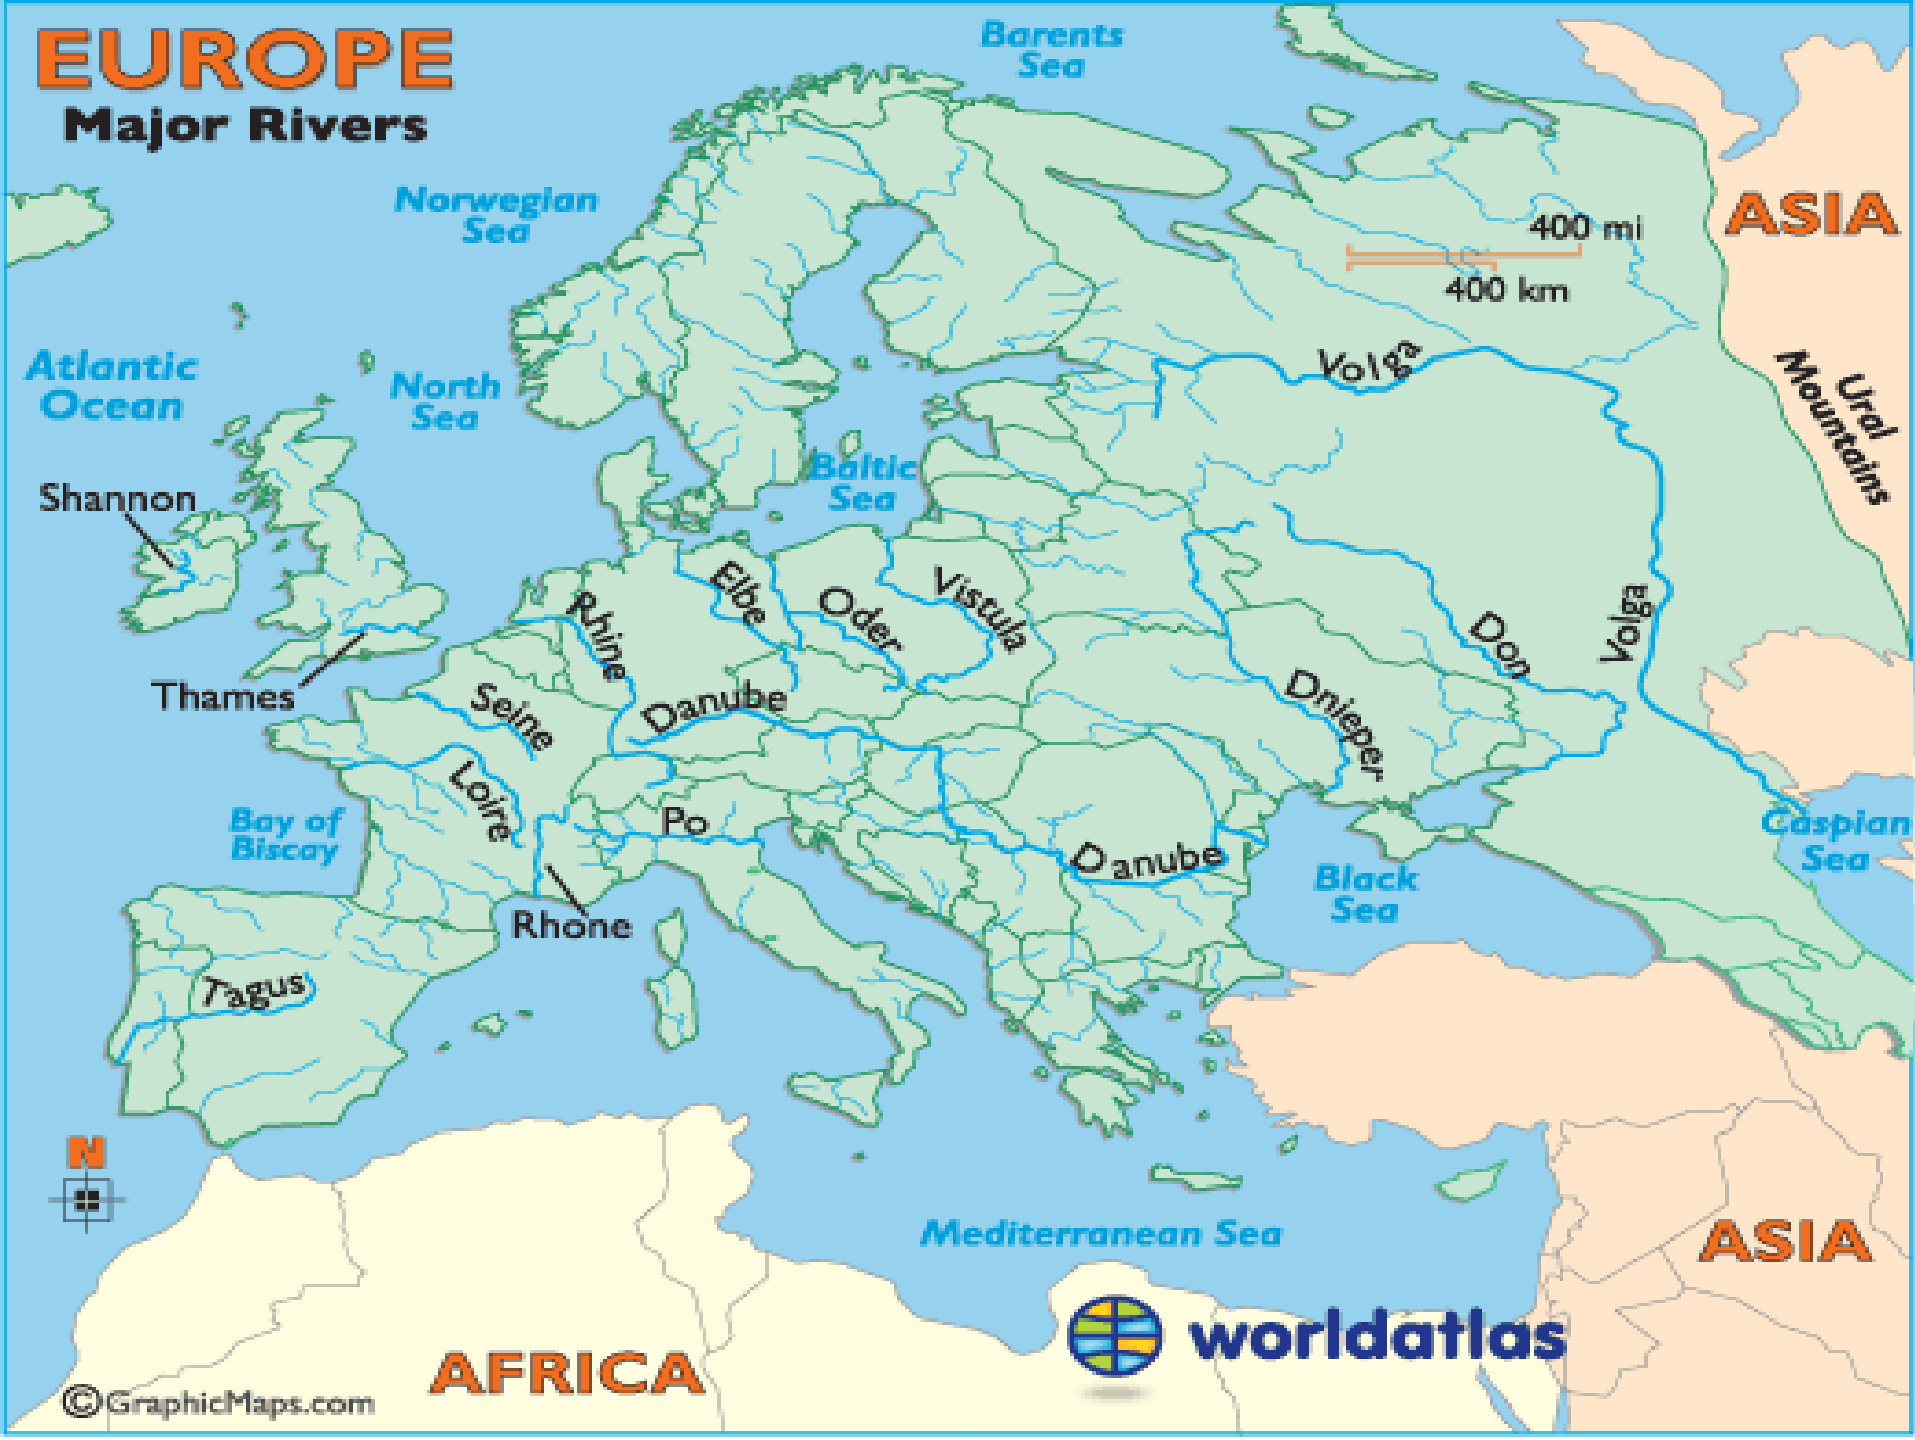 EUROPE
Major Rivers
Barents
Sea
Norwegian
Sea
ASIA
400 mi
400 km
Atlantic
Ocean
North
Sea
Volga
Ural
Mountains
Baltic
Sea
Shannon
Elbe
Oder
Vistula
Rhine
Volga
Don
Thames
Seine
Danube
Dnieper
Loire
Po
Bay of
Biscay
Danube
Black
Sea
Caspian
Sea
Rhone
Tagus
N
Mediterranean Sea
ASIA
worldatlas
AFRICA
©GraphicMaps.com